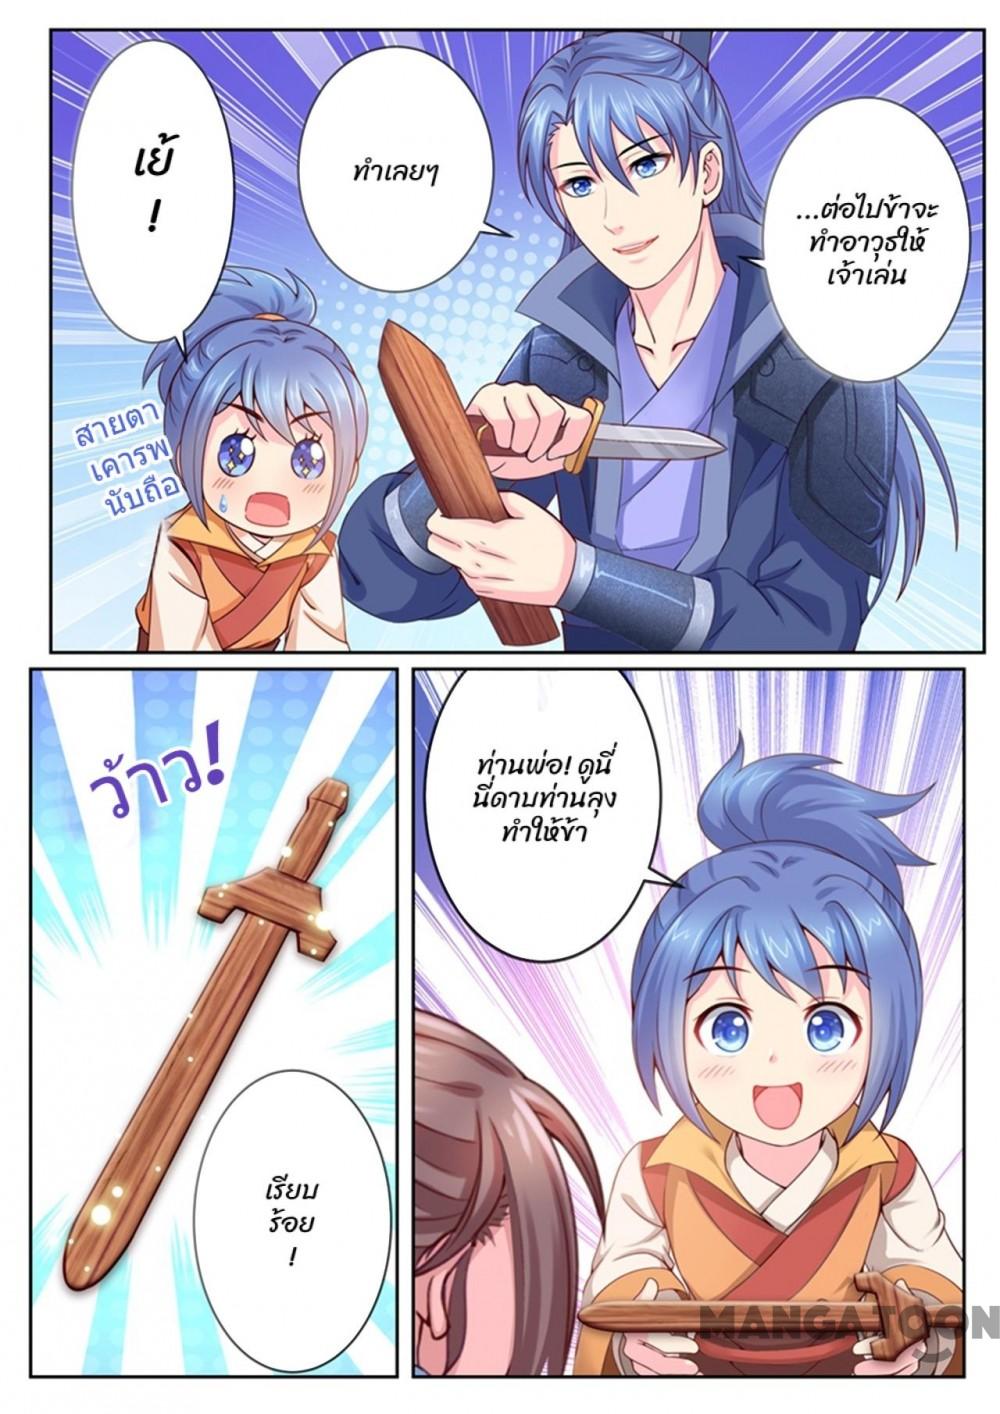 เย้
!
ทำเลยๆ
...ต่อไปข้าจะ
ทำอาวุธให้
เจ้าเล่น
สายตา
เคารพ
นับถือ
ว้าว!
เรียบ
ร้อย
!
ท่านพ่อ! ดูนี่
นี่ดาบท่านลุง
ทำให้ข้า
MANGATOON